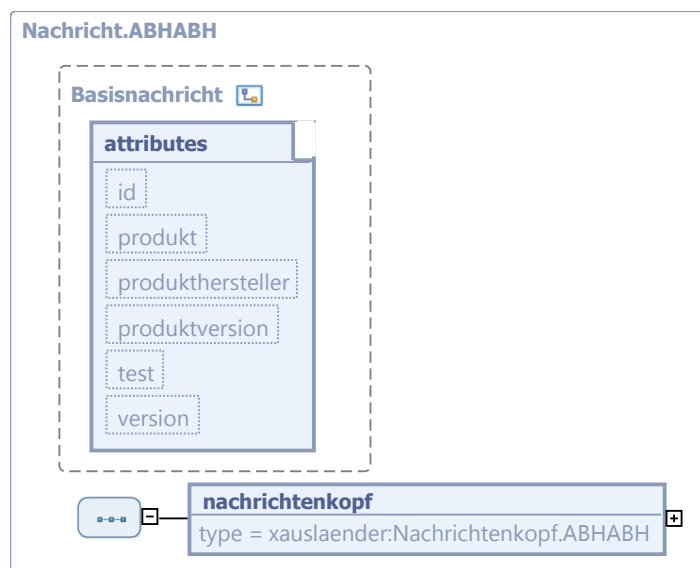 Nachricht.ABHABH
Basisnachricht
attributes
id
produkt
produkthersteller
produktversion
test
version
nachrichtenkopf
type = xauslaender:Nachrichtenkopf.ABHABH